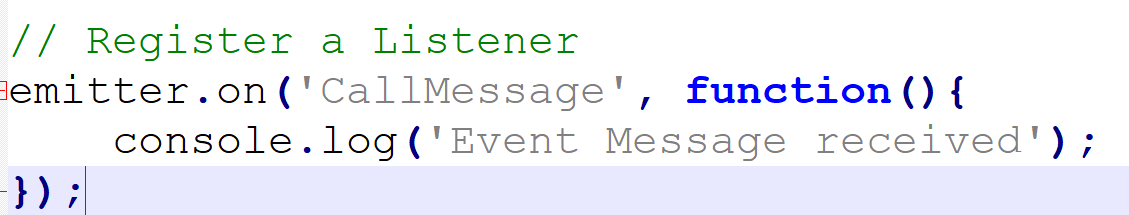 // Register a Listener
emitter.on('CallMessage', function(){
    console.log('Event Message received');
});